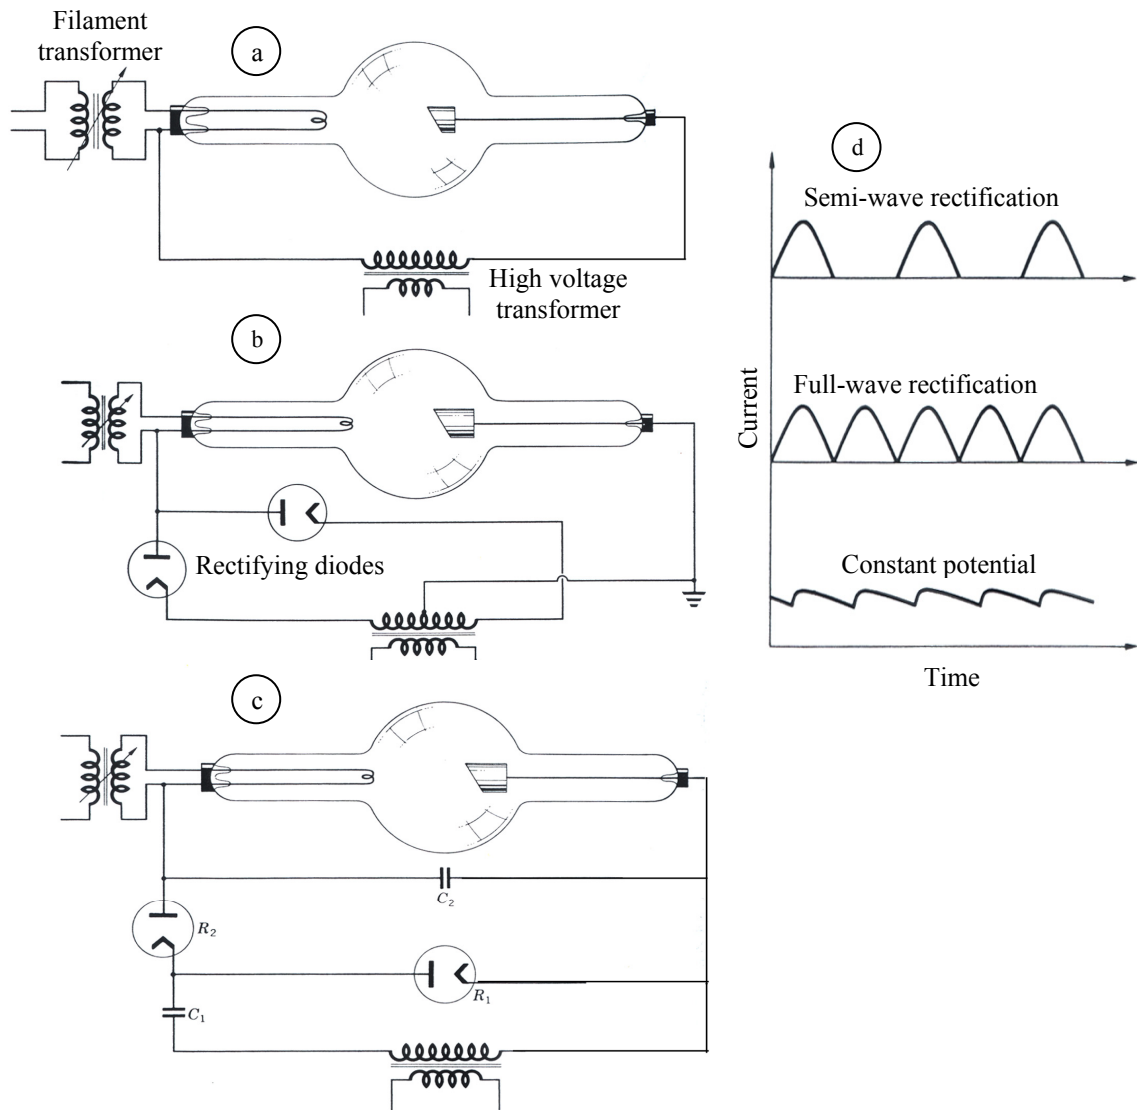 Filament
transformer
a
High voltage
transformer
b
Rectifying diodes
c
C₂
R₂
R₁
C₁
d
Semi-wave rectification
Full-wave rectification
Constant potential
Current
Time